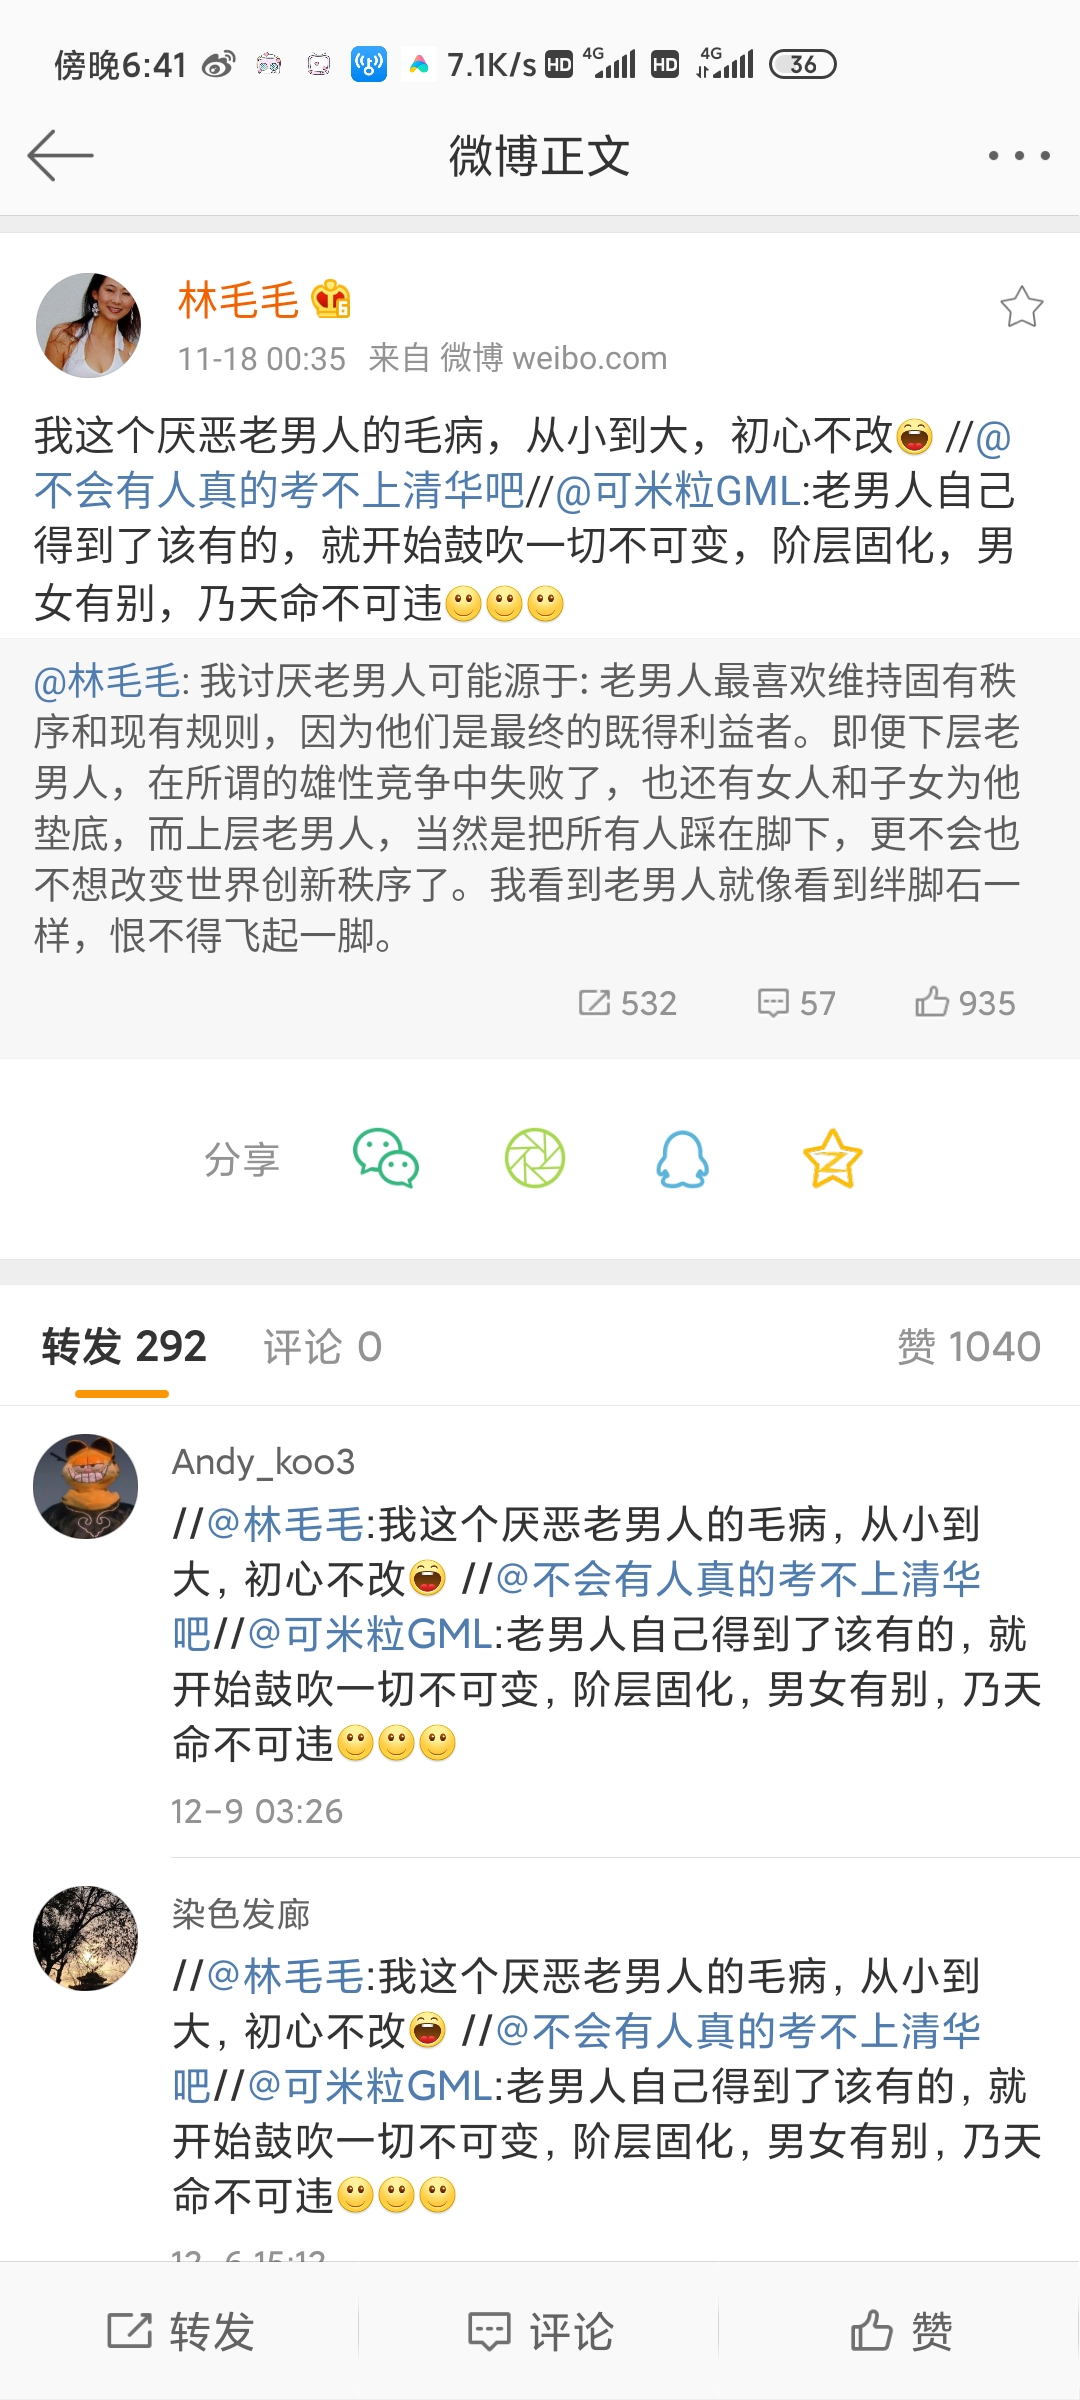 傍晚6:41 7.1K/s HD 4G HD 4G 36
微博正文
林毛毛
11-18 00:35 来自 微博 weibo.com
我这个厌恶老男人的毛病，从小到大，初心不改 //@
不会有人真的考不上清华吧//@可米粒GML:老男人自己
得到了该有的，就开始鼓吹一切不可变，阶层固化，男
女有别，乃天命不可违
@林毛毛: 我讨厌老男人可能源于: 老男人最喜欢维持固有秩
序和现有规则，因为他们是最终的既得利益者。即便下层老
男人，在所谓的雄性竞争中失败了，也还有女人和子女为他
垫底，而上层老男人，当然是把所有人踩在脚下，更不会也
不想改变世界创新秩序了。我看到老男人就像看到绊脚石一
样，恨不得飞起一脚。
532 57 935
分享
转发 292 评论 0 赞 1040
Andy_koo3
//@林毛毛:我这个厌恶老男人的毛病，从小到
大，初心不改 //@不会有人真的考不上清华
吧//@可米粒GML:老男人自己得到了该有的，就
开始鼓吹一切不可变，阶层固化，男女有别，乃天
命不可违
12-9 03:26
染色发廊
//@林毛毛:我这个厌恶老男人的毛病，从小到
大，初心不改 //@不会有人真的考不上清华
吧//@可米粒GML:老男人自己得到了该有的，就
开始鼓吹一切不可变，阶层固化，男女有别，乃天
命不可违
转发 评论 赞